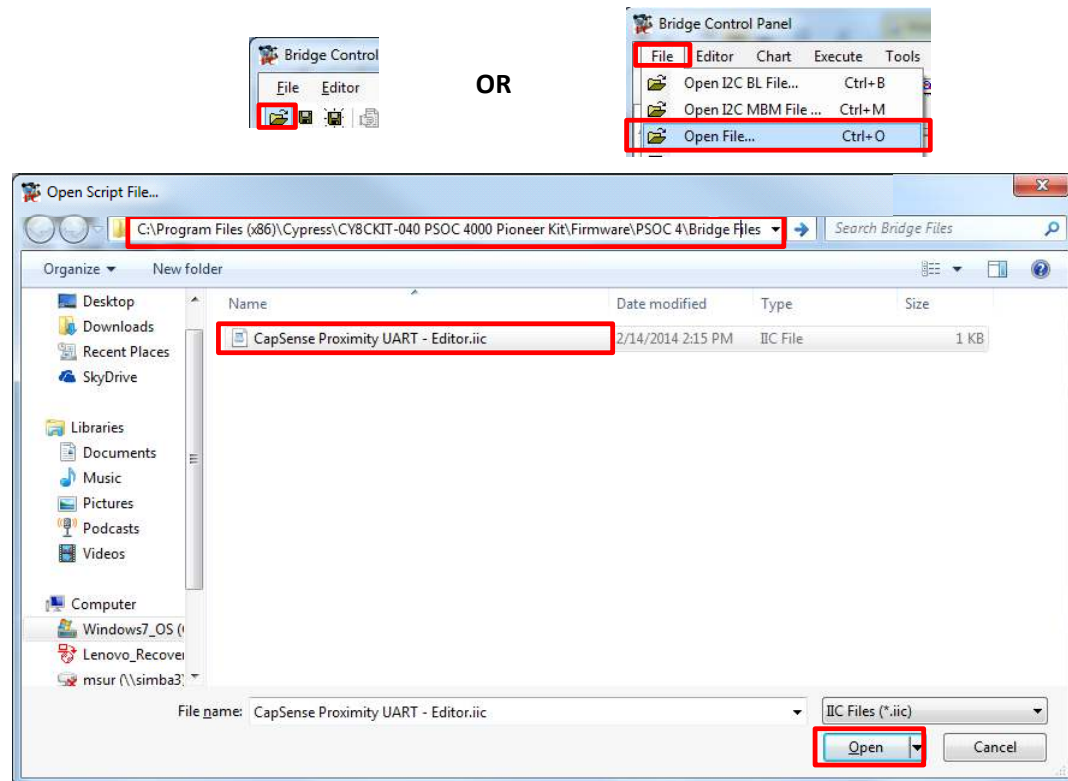 Bridge Control
File Editor
OR
Bridge Control Panel
File Editor Chart Execute Tools
Open I2C BL File... Ctrl+B
Open I2C MBM File ... Ctrl+M
Open File... Ctrl+O
Open Script File...
C:\Program Files (x86)\Cypress\CY8CKIT-040 PSOC 4000 Pioneer Kit\Firmware\PSOC 4\Bridge Files
Search Bridge Files
Organize New folder
Name Date modified Type Size
CapSense Proximity UART - Editor.iic 2/14/2014 2:15 PM IIC File 1 KB
Desktop
Downloads
Recent Places
SkyDrive
Libraries
Documents
Music
Pictures
Podcasts
Videos
Computer
Windows7_OS (
Lenovo_Recover
msur (\\simba3)
File name: CapSense Proximity UART - Editor.iic
IIC Files (*.iic)
Open Cancel